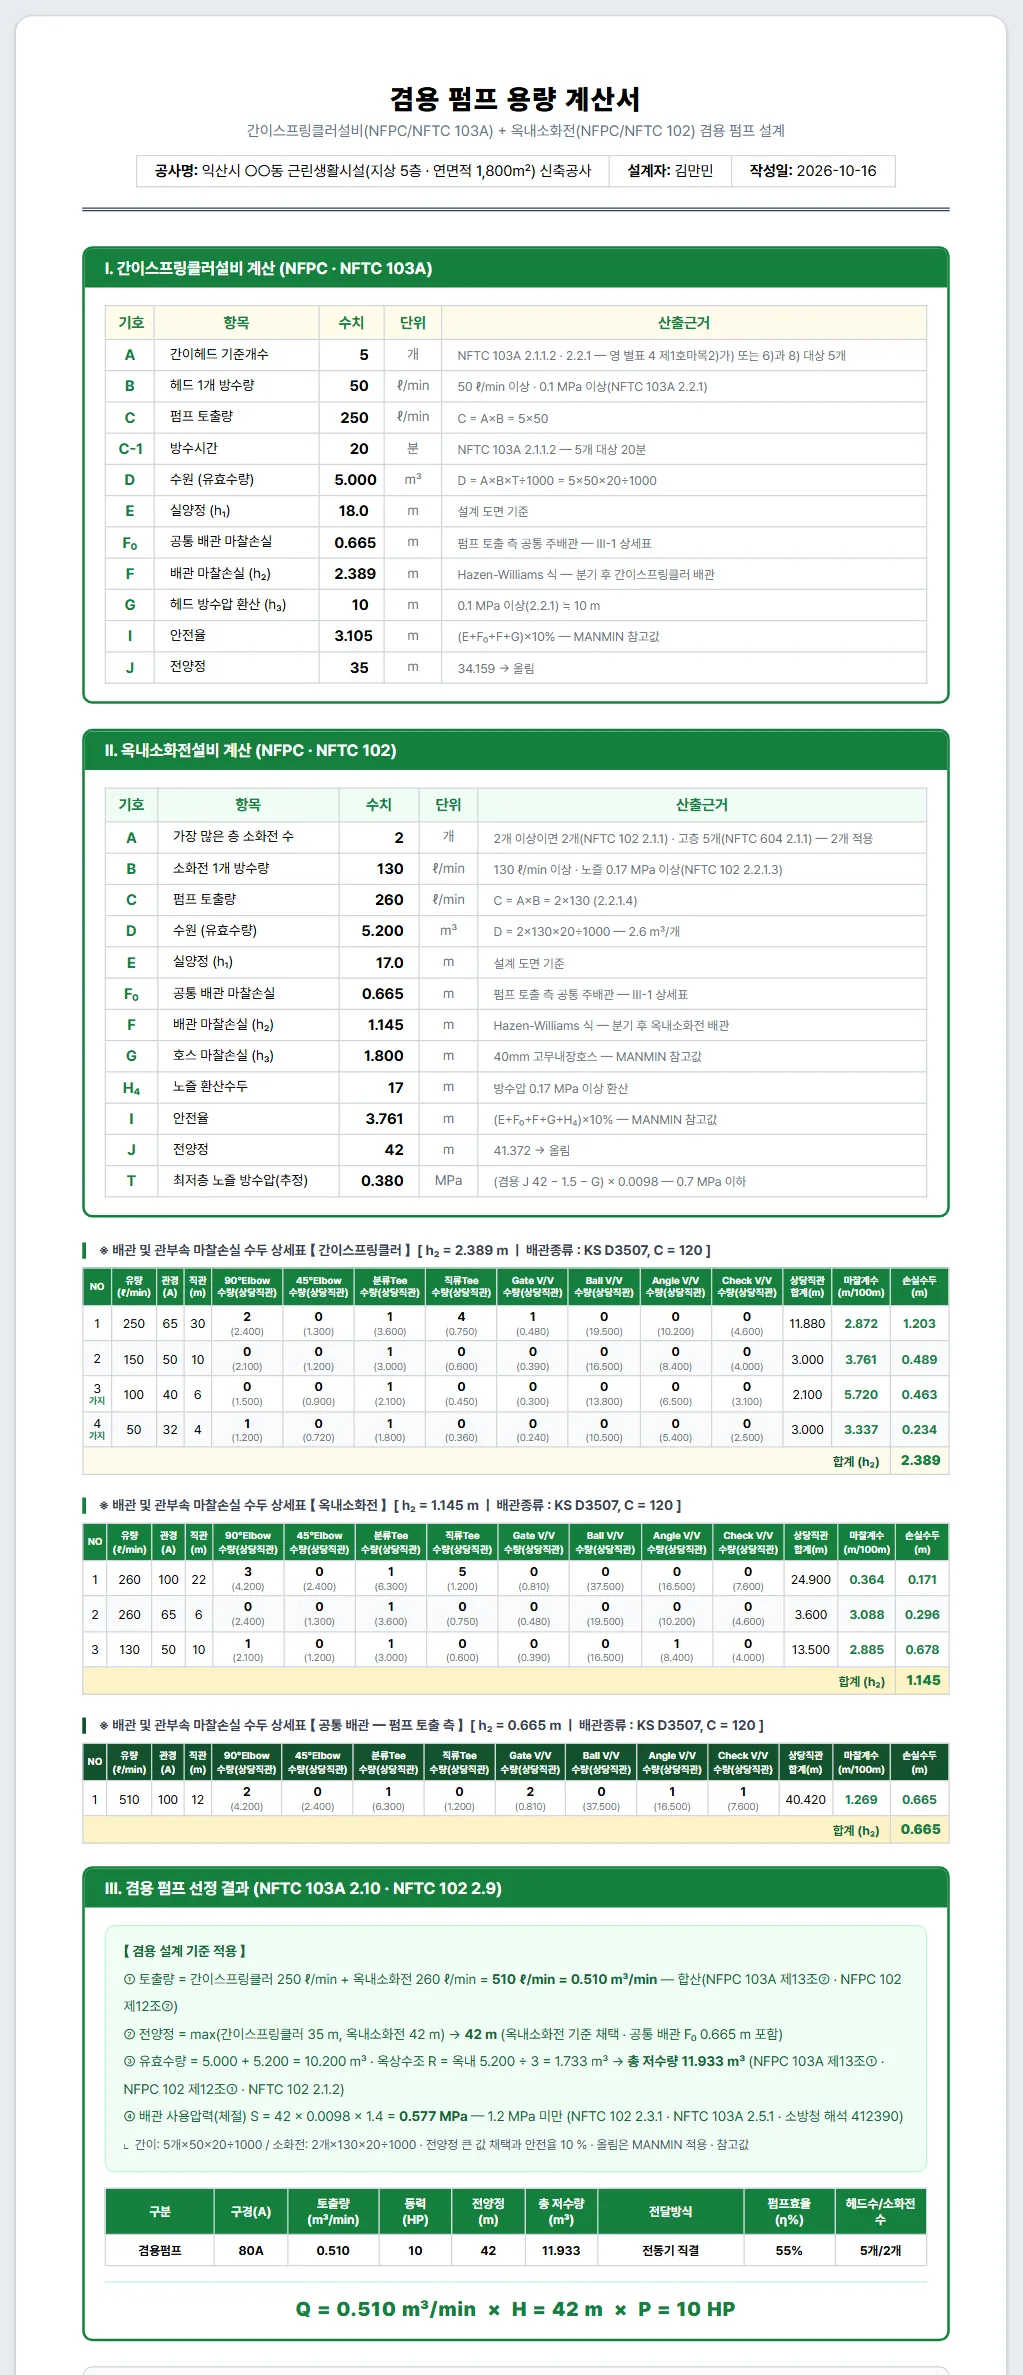 겸용 펌프 용량 계산서
간이스프링클러설비(NFPC/NFTC 103A) + 옥내소화전(NFPC/NFTC 102) 겸용 펌프 설계
공사명: 익산시 〇〇동 근린생활시설(지상 5층 · 연면적 1,800m²) 신축공사 설계자: 김만민 작성일: 2026-10-16
I. 간이스프링클러설비 계산 (NFPC · NFTC 103A)
기호 항목 수치 단위 산출근거
A 간이헤드 기준개수 5 개 NFTC 103A 2.1.1.2 · 2.2.1 — 영 별표 4 제1호마목2)가) 또는 6)과 8) 대상 5개
B 헤드 1개 방수량 50 ℓ/min 50 ℓ/min 이상 · 0.1 MPa 이상(NFTC 103A 2.2.1)
C 펌프 토출량 250 ℓ/min C = A×B = 5×50
C-1 방수시간 20 분 NFTC 103A 2.1.1.2 — 5개 대상 20분
D 수원 (유효수량) 5.000 m³ D = A×B×T÷1000 = 5×50×20÷1000
E 실양정 (h₁) 18.0 m 설계 도면 기준
F₀ 공통 배관 마찰손실 0.665 m 펌프 토출 측 공통 주배관 — III-1 상세표
F 배관 마찰손실 (h₂) 2.389 m Hazen-Williams 식 — 분기 후 간이스프링클러 배관
G 헤드 방수압 환산 (h₃) 10 m 0.1 MPa 이상(2.2.1) ≒ 10 m
I 안전율 3.105 m (E+F₀+F+G)×10% — MANMIN 참고값
J 전양정 35 m 34.159 → 올림
II. 옥내소화전설비 계산 (NFPC · NFTC 102)
기호 항목 수치 단위 산출근거
A 가장 많은 층 소화전 수 2 개 2개 이상이면 2개(NFTC 102 2.1.1) · 고층 5개(NFTC 604 2.1.1) — 2개 적용
B 소화전 1개 방수량 130 ℓ/min 130 ℓ/min 이상 · 노즐 0.17 MPa 이상(NFTC 102 2.2.1.3)
C 펌프 토출량 260 ℓ/min C = A×B = 2×130 (2.2.1.4)
D 수원 (유효수량) 5.200 m³ D = 2×130×20÷1000 — 2.6 m³/개
E 실양정 (h₁) 17.0 m 설계 도면 기준
F₀ 공통 배관 마찰손실 0.665 m 펌프 토출 측 공통 주배관 — III-1 상세표
F 배관 마찰손실 (h₂) 1.145 m Hazen-Williams 식 — 분기 후 옥내소화전 배관
G 호스 마찰손실 (h₃) 1.800 m 40mm 고무내장호스 — MANMIN 참고값
H₄ 노즐 환산수두 17 m 방수압 0.17 MPa 이상 환산
I 안전율 3.761 m (E+F₀+F+G+H₄)×10% — MANMIN 참고값
J 전양정 42 m 41.372 → 올림
T 최저층 노즐 방수압(추정) 0.380 MPa (겸용 J 42 − 1.5 − G) × 0.0098 — 0.7 MPa 이하
※ 배관 및 관부속 마찰손실 수두 상세표 【 간이스프링클러 】 [ h₂ = 2.389 m ㅣ 배관종류 : KS D3507, C = 120 ]
NO 유량 관경 직관 90°Elbow 45°Elbow 분류Tee 직류Tee Gate V/V Ball V/V Angle V/V Check V/V 상당직관 마찰계수 손실수두
(ℓ/min) (A) (m) 수량(상당직관) 수량(상당직관) 수량(상당직관) 수량(상당직관) 수량(상당직관) 수량(상당직관) 수량(상당직관) 수량(상당직관) 합계(m) (m/100m) (m)
1 250 65 30 2 0 1 4 1 0 0 0 11.880 2.872 1.203
(2.400) (1.300) (3.600) (0.750) (0.480) (19.500) (10.200) (4.600)
2 150 50 10 0 0 1 0 0 0 0 0 3.000 3.761 0.489
(2.100) (1.200) (3.000) (0.600) (0.390) (16.500) (8.400) (4.000)
3 100 40 6 0 0 1 0 0 0 0 0 2.100 5.720 0.463
가지 (1.500) (0.900) (2.100) (0.450) (0.300) (13.800) (6.500) (3.100)
4 50 32 4 1 0 1 0 0 0 0 0 3.000 3.337 0.234
가지 (1.200) (0.720) (1.800) (0.360) (0.240) (10.500) (5.400) (2.500)
합계 (h₂) 2.389
※ 배관 및 관부속 마찰손실 수두 상세표 【 옥내소화전 】 [ h₂ = 1.145 m ㅣ 배관종류 : KS D3507, C = 120 ]
NO 유량 관경 직관 90°Elbow 45°Elbow 분류Tee 직류Tee Gate V/V Ball V/V Angle V/V Check V/V 상당직관 마찰계수 손실수두
(ℓ/min) (A) (m) 수량(상당직관) 수량(상당직관) 수량(상당직관) 수량(상당직관) 수량(상당직관) 수량(상당직관) 수량(상당직관) 수량(상당직관) 합계(m) (m/100m) (m)
1 260 100 22 3 0 1 5 0 0 0 0 24.900 0.364 0.171
(4.200) (2.400) (6.300) (1.200) (0.810) (37.500) (16.500) (7.600)
2 260 65 6 0 0 1 0 0 0 0 0 3.600 3.088 0.296
(2.400) (1.300) (3.600) (0.750) (0.480) (19.500) (10.200) (4.600)
3 130 50 10 1 0 1 0 0 0 1 0 13.500 2.885 0.678
(2.100) (1.200) (3.000) (0.600) (0.390) (16.500) (8.400) (4.000)
합계 (h₂) 1.145
※ 배관 및 관부속 마찰손실 수두 상세표 【 공통 배관 — 펌프 토출 측 】 [ h₂ = 0.665 m ㅣ 배관종류 : KS D3507, C = 120 ]
NO 유량 관경 직관 90°Elbow 45°Elbow 분류Tee 직류Tee Gate V/V Ball V/V Angle V/V Check V/V 상당직관 마찰계수 손실수두
(ℓ/min) (A) (m) 수량(상당직관) 수량(상당직관) 수량(상당직관) 수량(상당직관) 수량(상당직관) 수량(상당직관) 수량(상당직관) 수량(상당직관) 합계(m) (m/100m) (m)
1 510 100 12 2 0 1 0 2 0 1 1 40.420 1.269 0.665
(4.200) (2.400) (6.300) (1.200) (0.810) (37.500) (16.500) (7.600)
합계 (h₂) 0.665
III. 겸용 펌프 선정 결과 (NFTC 103A 2.10 · NFTC 102 2.9)
【 겸용 설계 기준 적용 】
① 토출량 = 간이스프링클러 250 ℓ/min + 옥내소화전 260 ℓ/min = 510 ℓ/min = 0.510 m³/min — 합산(NFPC 103A 제13조② · NFPC 102
제12조②)
② 전양정 = max(간이스프링클러 35 m, 옥내소화전 42 m) → 42 m (옥내소화전 기준 채택 · 공통 배관 F₀ 0.665 m 포함)
③ 유효수량 = 5.000 + 5.200 = 10.200 m³ · 옥상수조 R = 옥내 5.200 ÷ 3 = 1.733 m³ → 총 저수량 11.933 m³ (NFPC 103A 제13조① ·
NFPC 102 제12조① · NFTC 102 2.1.2)
④ 배관 사용압력(체절) S = 42 × 0.0098 × 1.4 = 0.577 MPa — 1.2 MPa 미만 (NFTC 102 2.3.1 · NFTC 103A 2.5.1 · 소방청 해석 412390)
∟ 간이: 5개×50×20÷1000 / 소화전: 2개×130×20÷1000 · 전양정 큰 값 채택과 안전율 10 % · 올림은 MANMIN 적용 · 참고값
구분 구경(A) 토출량 동력 전양정 총 저수량 전달방식 펌프효율 헤드수/소화전
(m³/min) (HP) (m) (m³) (η%) 수
겸용펌프 80A 0.510 10 42 11.933 전동기 직결 55% 5개/2개
Q = 0.510 m³/min × H = 42 m × P = 10 HP